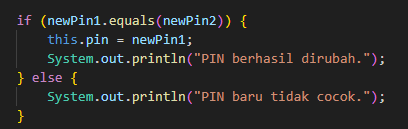 if (newPin1.equals(newPin2)) {
    this.pin = newPin1;
    System.out.println("PIN berhasil dirubah.");
} else {
    System.out.println("PIN baru tidak cocok.");
}